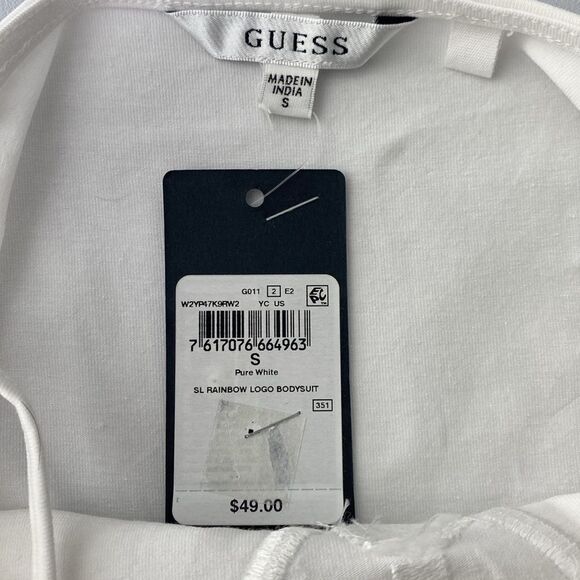 GUESS
MADE IN
INDIA
S
G011 2 E2
W2YP47K9RW2 YC US
7 617076 664963
S
Pure White
SL RAINBOW LOGO BODYSUIT
351
$49.00